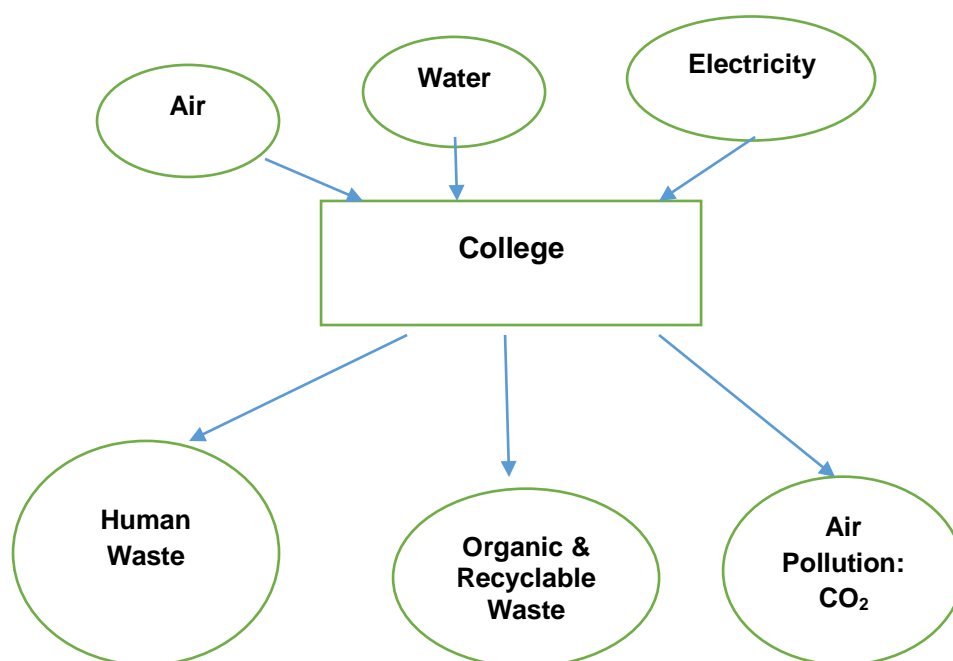 Air
Water
Electricity
College
Human
Waste
Organic &
Recyclable
Waste
Air
Pollution:
CO₂